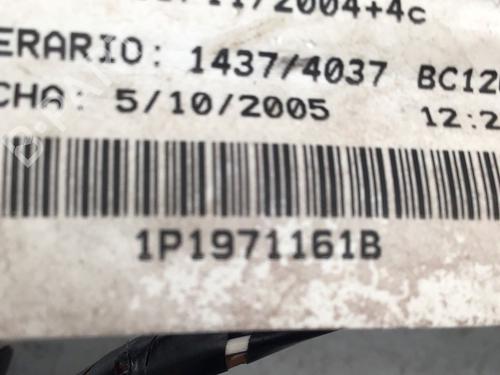 /2004+4c
ERARIO: 1437/4037 BC12
CHA: 5/10/2005 12:2
1P1971161B